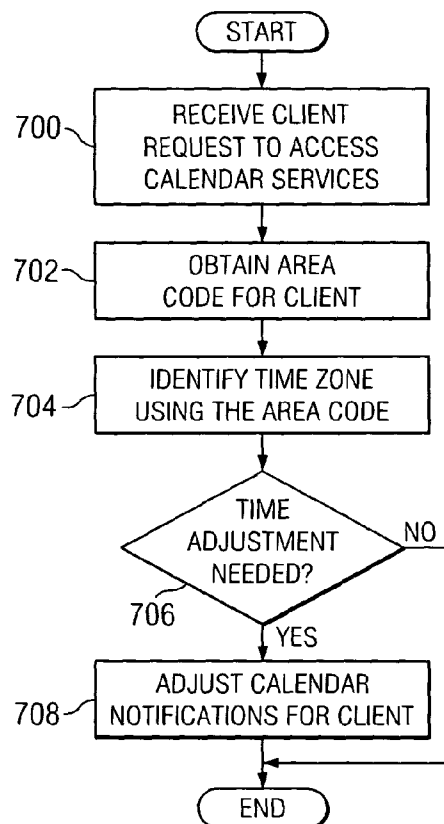 START
700
RECEIVE CLIENT
REQUEST TO ACCESS
CALENDAR SERVICES
702
OBTAIN AREA
CODE FOR CLIENT
704
IDENTIFY TIME ZONE
USING THE AREA CODE
TIME
ADJUSTMENT
NEEDED?
NO
706
YES
708
ADJUST CALENDAR
NOTIFICATIONS FOR CLIENT
END